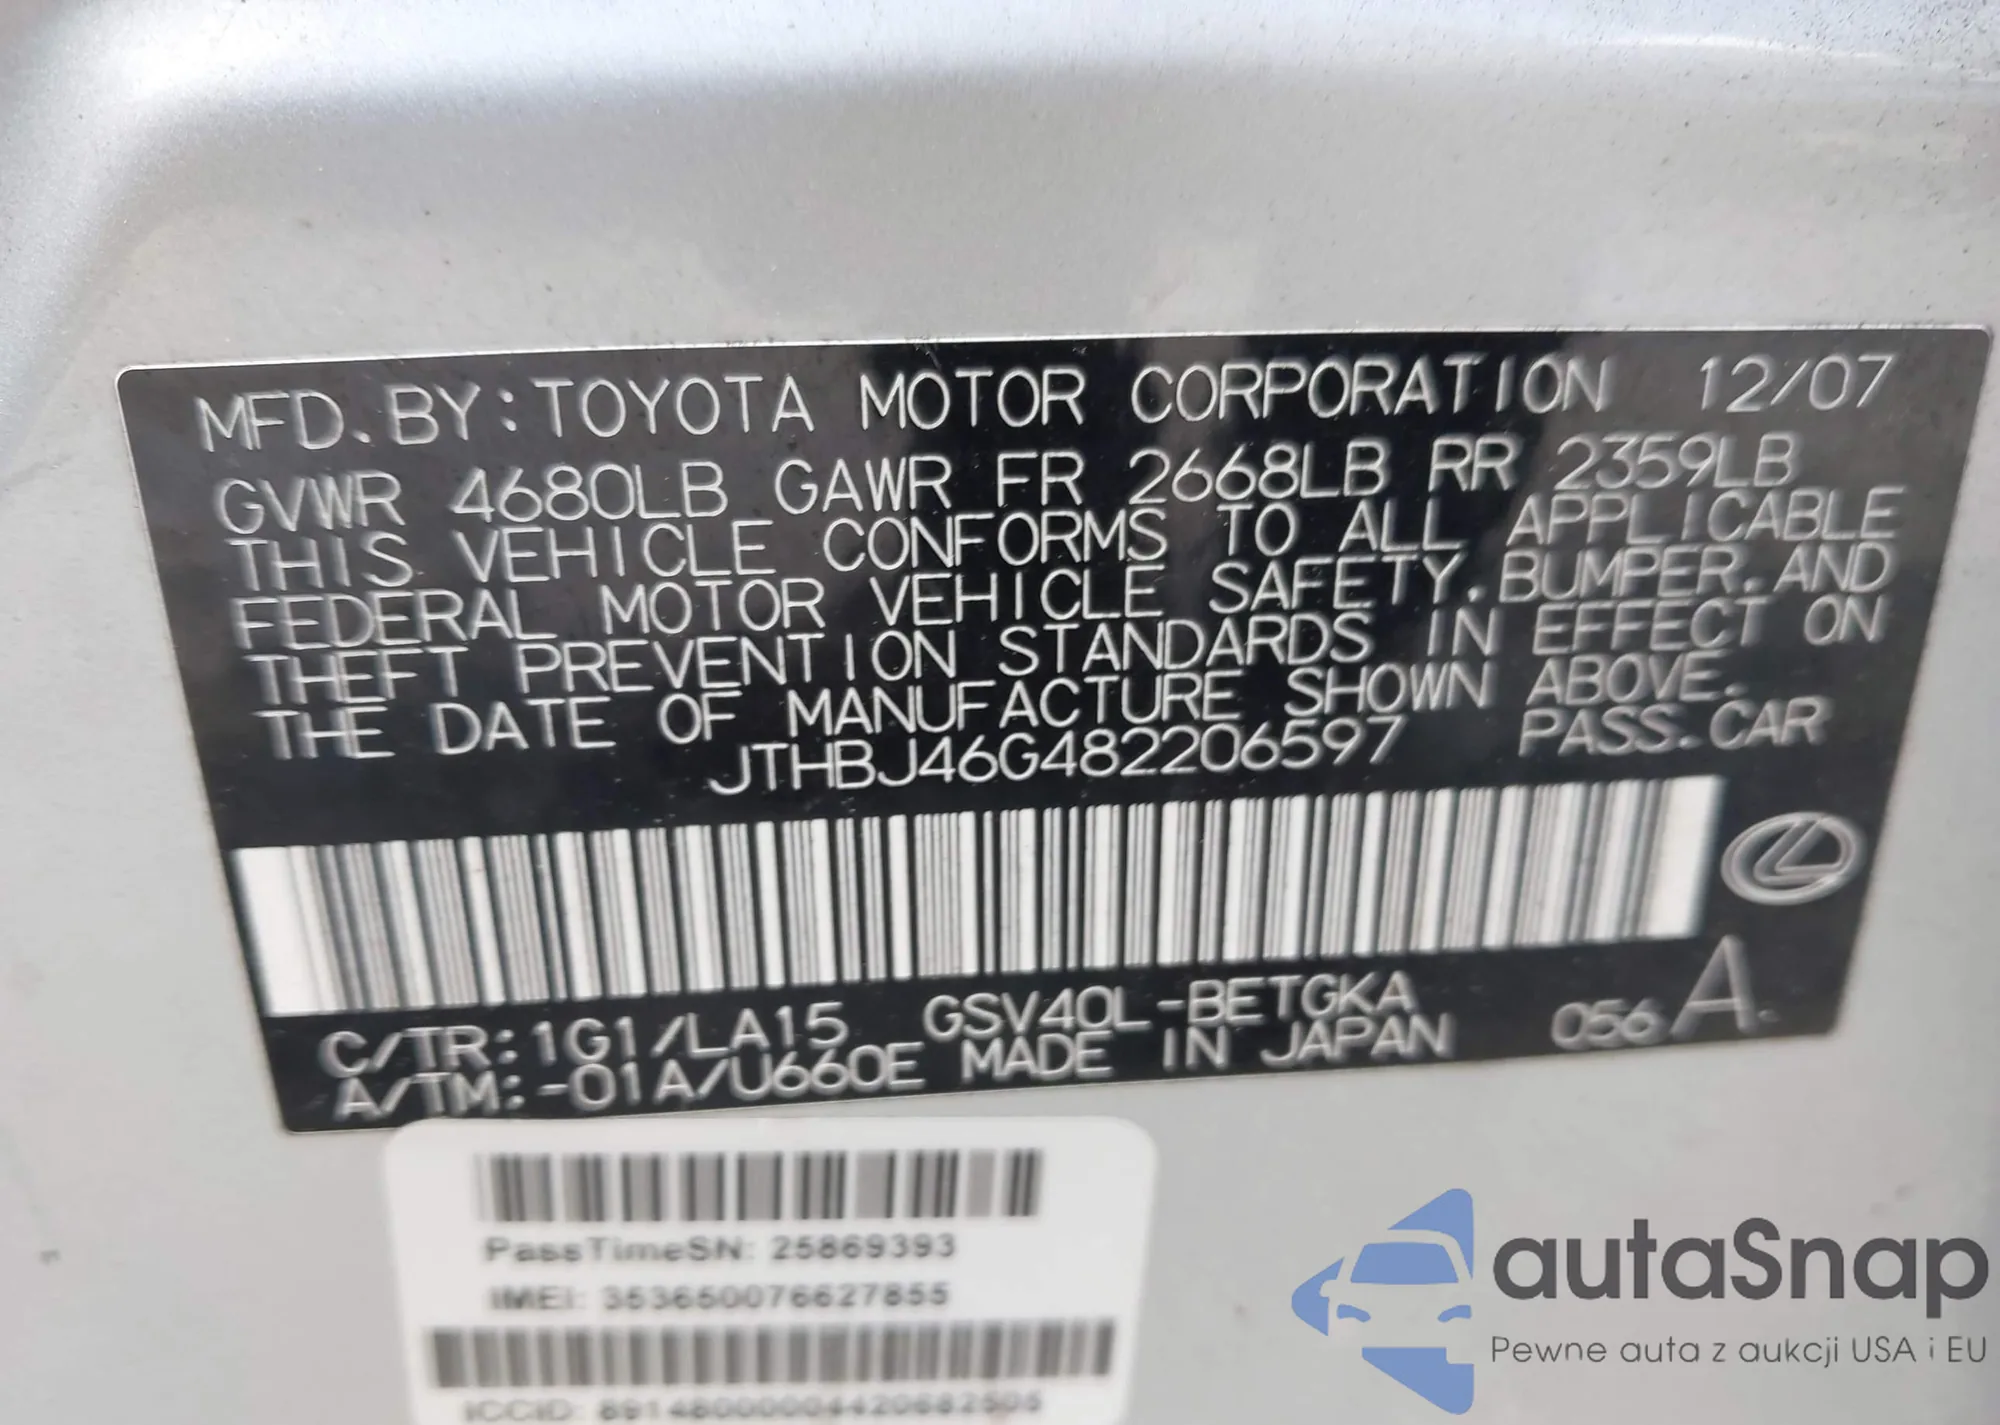 MFD. BY: TOYOTA MOTOR CORPORATION 12/07
GVWR 4680LB GAWR FR 2668LB RR 2359LB
THIS VEHICLE CONFORMS TO ALL APPLICABLE
FEDERAL MOTOR VEHICLE SAFETY, BUMPER, AND
THEFT PREVENTION STANDARDS IN EFFECT ON
THE DATE OF MANUFACTURE SHOWN ABOVE.
JTHBJ46G482206597 PASS. CAR
C/TR: 1G1/LA15 GSV40L-BETGKA 056 A.
A/TM: -01A/U660E MADE IN JAPAN
PassTimeSN: 25869393
IMEI: 353650076627855
ICCID: 89148000004420682505
autaSnap
Pewne auta z aukcji USA i EU